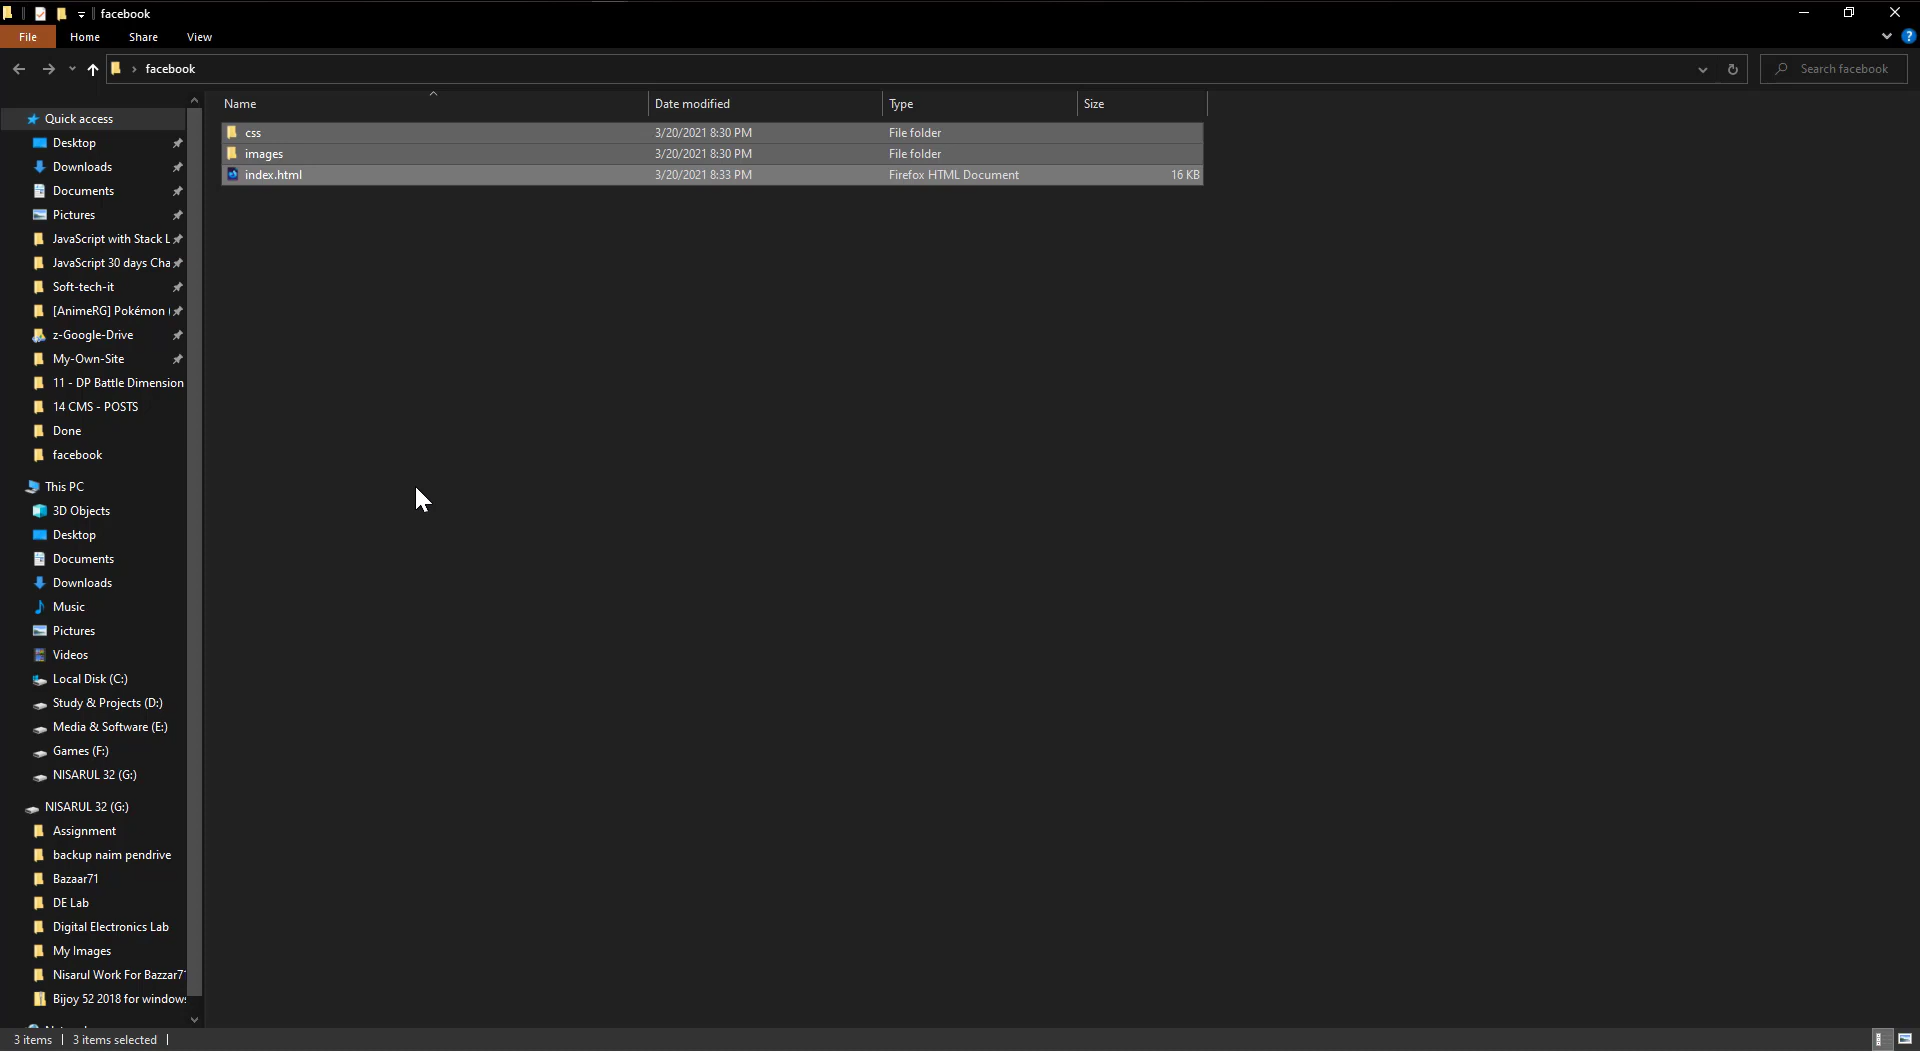 facebook
File Home Share View
facebook
Search facebook
Name Date modified Type Size
css 3/20/2021 8:30 PM File folder
images 3/20/2021 8:30 PM File folder
index.html 3/20/2021 8:33 PM Firefox HTML Document 16 KB
Quick access
Desktop
Downloads
Documents
Pictures
JavaScript with Stack L
JavaScript 30 days Cha
Soft-tech-it
[AnimeRG] Pokémon (
z-Google-Drive
My-Own-Site
11 - DP Battle Dimension
14 CMS - POSTS
Done
facebook
This PC
3D Objects
Desktop
Documents
Downloads
Music
Pictures
Videos
Local Disk (C:)
Study & Projects (D:)
Media & Software (E:)
Games (F:)
NISARUL 32 (G:)
NISARUL 32 (G:)
Assignment
backup naim pendrive
Bazaar71
DE Lab
Digital Electronics Lab
My Images
Nisarul Work For Bazzar71
Bijoy 52 2018 for windows
3 items 3 items selected